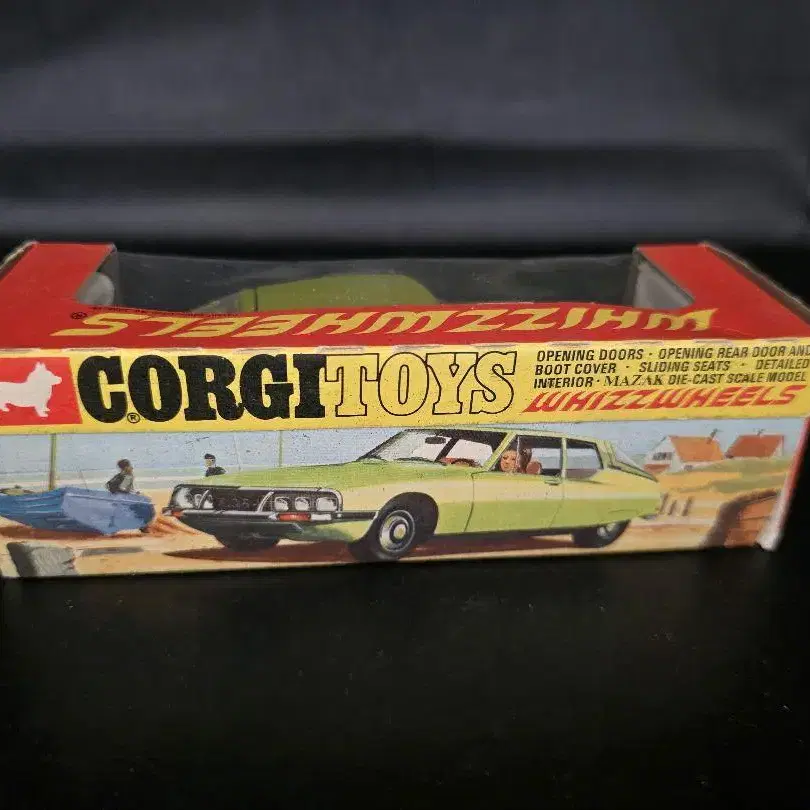 WHIZZWHEELS
CORGI TOYS
®
OPENING DOORS · OPENING REAR DOOR AND
BOOT COVER · SLIDING SEATS · DETAILED
INTERIOR · MAZAK DIE-CAST SCALE MODEL
WHIZZWHEELS